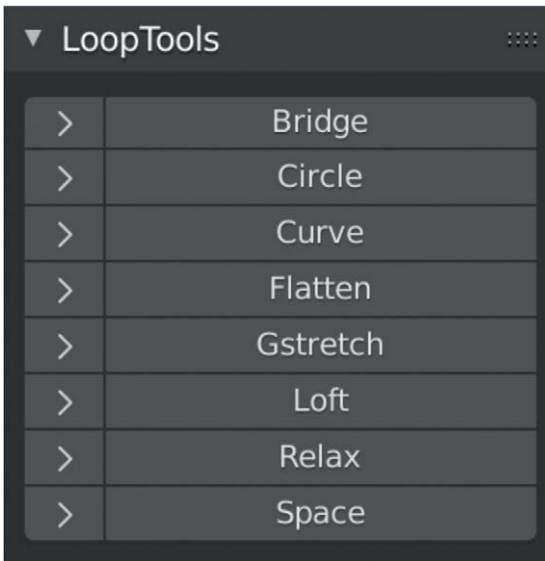 LoopTools
Bridge
Circle
Curve
Flatten
Gstretch
Loft
Relax
Space